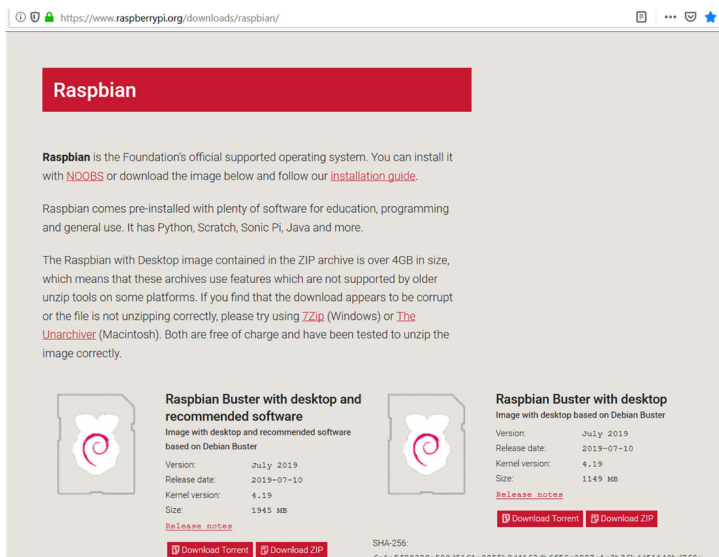 https://www.raspberrypi.org/downloads/raspbian/
Raspbian
Raspbian is the Foundation's official supported operating system. You can install it
with NOOBS or download the image below and follow our installation guide.
Raspbian comes pre-installed with plenty of software for education, programming
and general use. It has Python, Scratch, Sonic Pi, Java and more.
The Raspbian with Desktop image contained in the ZIP archive is over 4GB in size,
which means that these archives use features which are not supported by older
unzip tools on some platforms. If you find that the download appears to be corrupt
or the file is not unzipping correctly, please try using 7Zip (Windows) or The
Unarchiver (Macintosh). Both are free of charge and have been tested to unzip the
image correctly.
Raspbian Buster with desktop and
recommended software
Image with desktop and recommended software
based on Debian Buster
Version: July 2019
Release date: 2019-07-10
Kernel version: 4.19
Size: 1945 MB
Release notes
Download Torrent Download ZIP
Raspbian Buster with desktop
Image with desktop based on Debian Buster
Version: July 2019
Release date: 2019-07-10
Kernel version: 4.19
Size: 1149 MB
Release notes
Download Torrent Download ZIP
SHA-256: